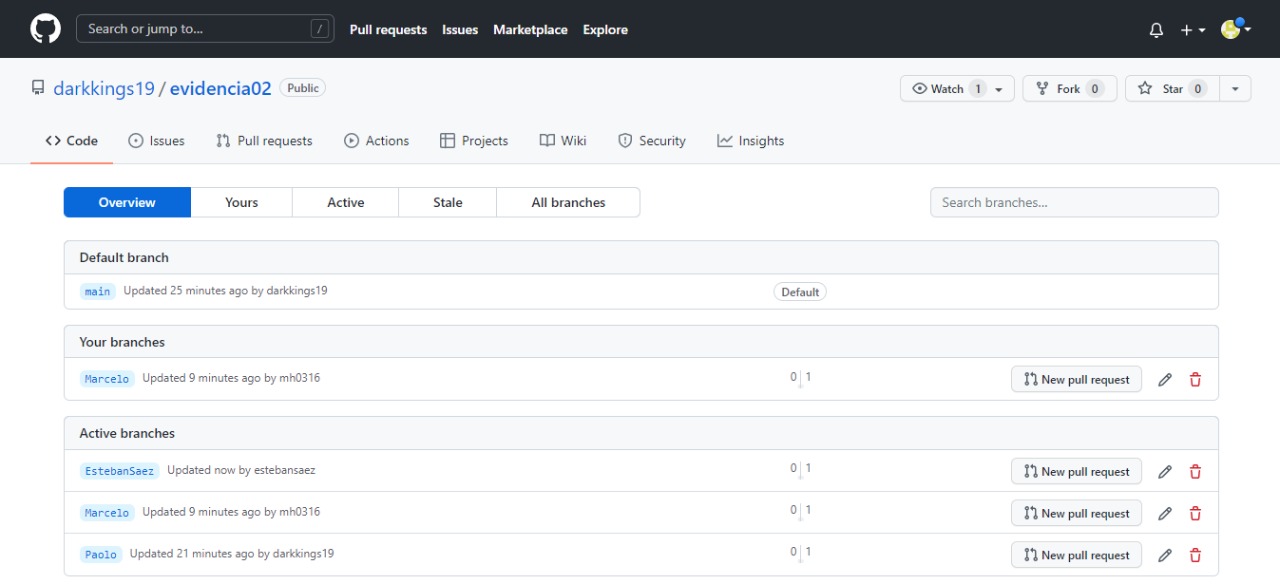 Search or jump to... / Pull requests Issues Marketplace Explore
darkkings19 / evidencia02 Public Watch 1 Fork 0 Star 0
Code Issues Pull requests Actions Projects Wiki Security Insights
Overview Yours Active Stale All branches Search branches...
Default branch
main Updated 25 minutes ago by darkkings19 Default
Your branches
Marcelo Updated 9 minutes ago by mh0316 0 1 New pull request
Active branches
EstebanSaez Updated now by estebansaez 0 1 New pull request
Marcelo Updated 9 minutes ago by mh0316 0 1 New pull request
Paolo Updated 21 minutes ago by darkkings19 0 1 New pull request